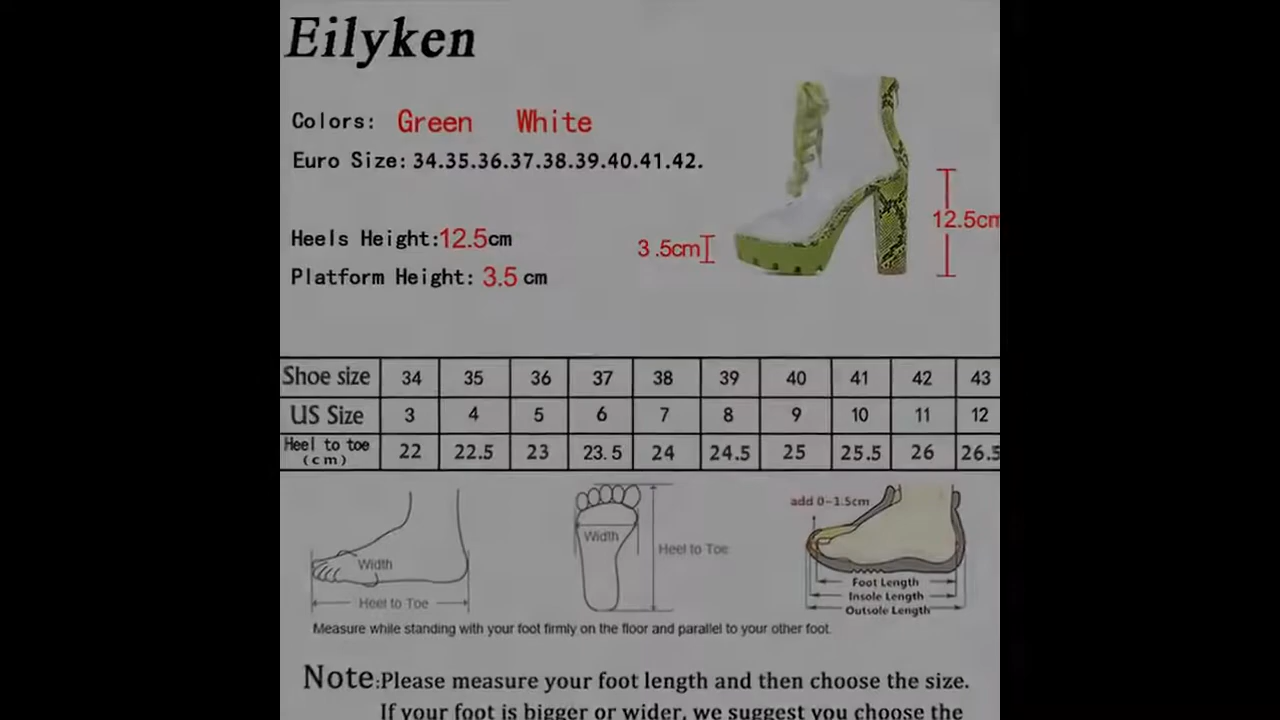 Eilyken
Colors: Green White
Euro Size: 34.35.36.37.38.39.40.41.42.
Heels Height:12.5cm
Platform Height: 3.5 cm
3.5cm
12.5cm
Shoe size 34 35 36 37 38 39 40 41 42 43
US Size 3 4 5 6 7 8 9 10 11 12
Heel to toe (cm) 22 22.5 23 23.5 24 24.5 25 25.5 26 26.5
Width
Heel to Toe
Width
Heel to Toe
add 0-1.5cm
Foot Length
Insole Length
Outsole Length
Measure while standing with your foot firmly on the floor and parallel to your other foot.
Note:Please measure your foot length and then choose the size.
If your foot is bigger or wider, we suggest you choose the